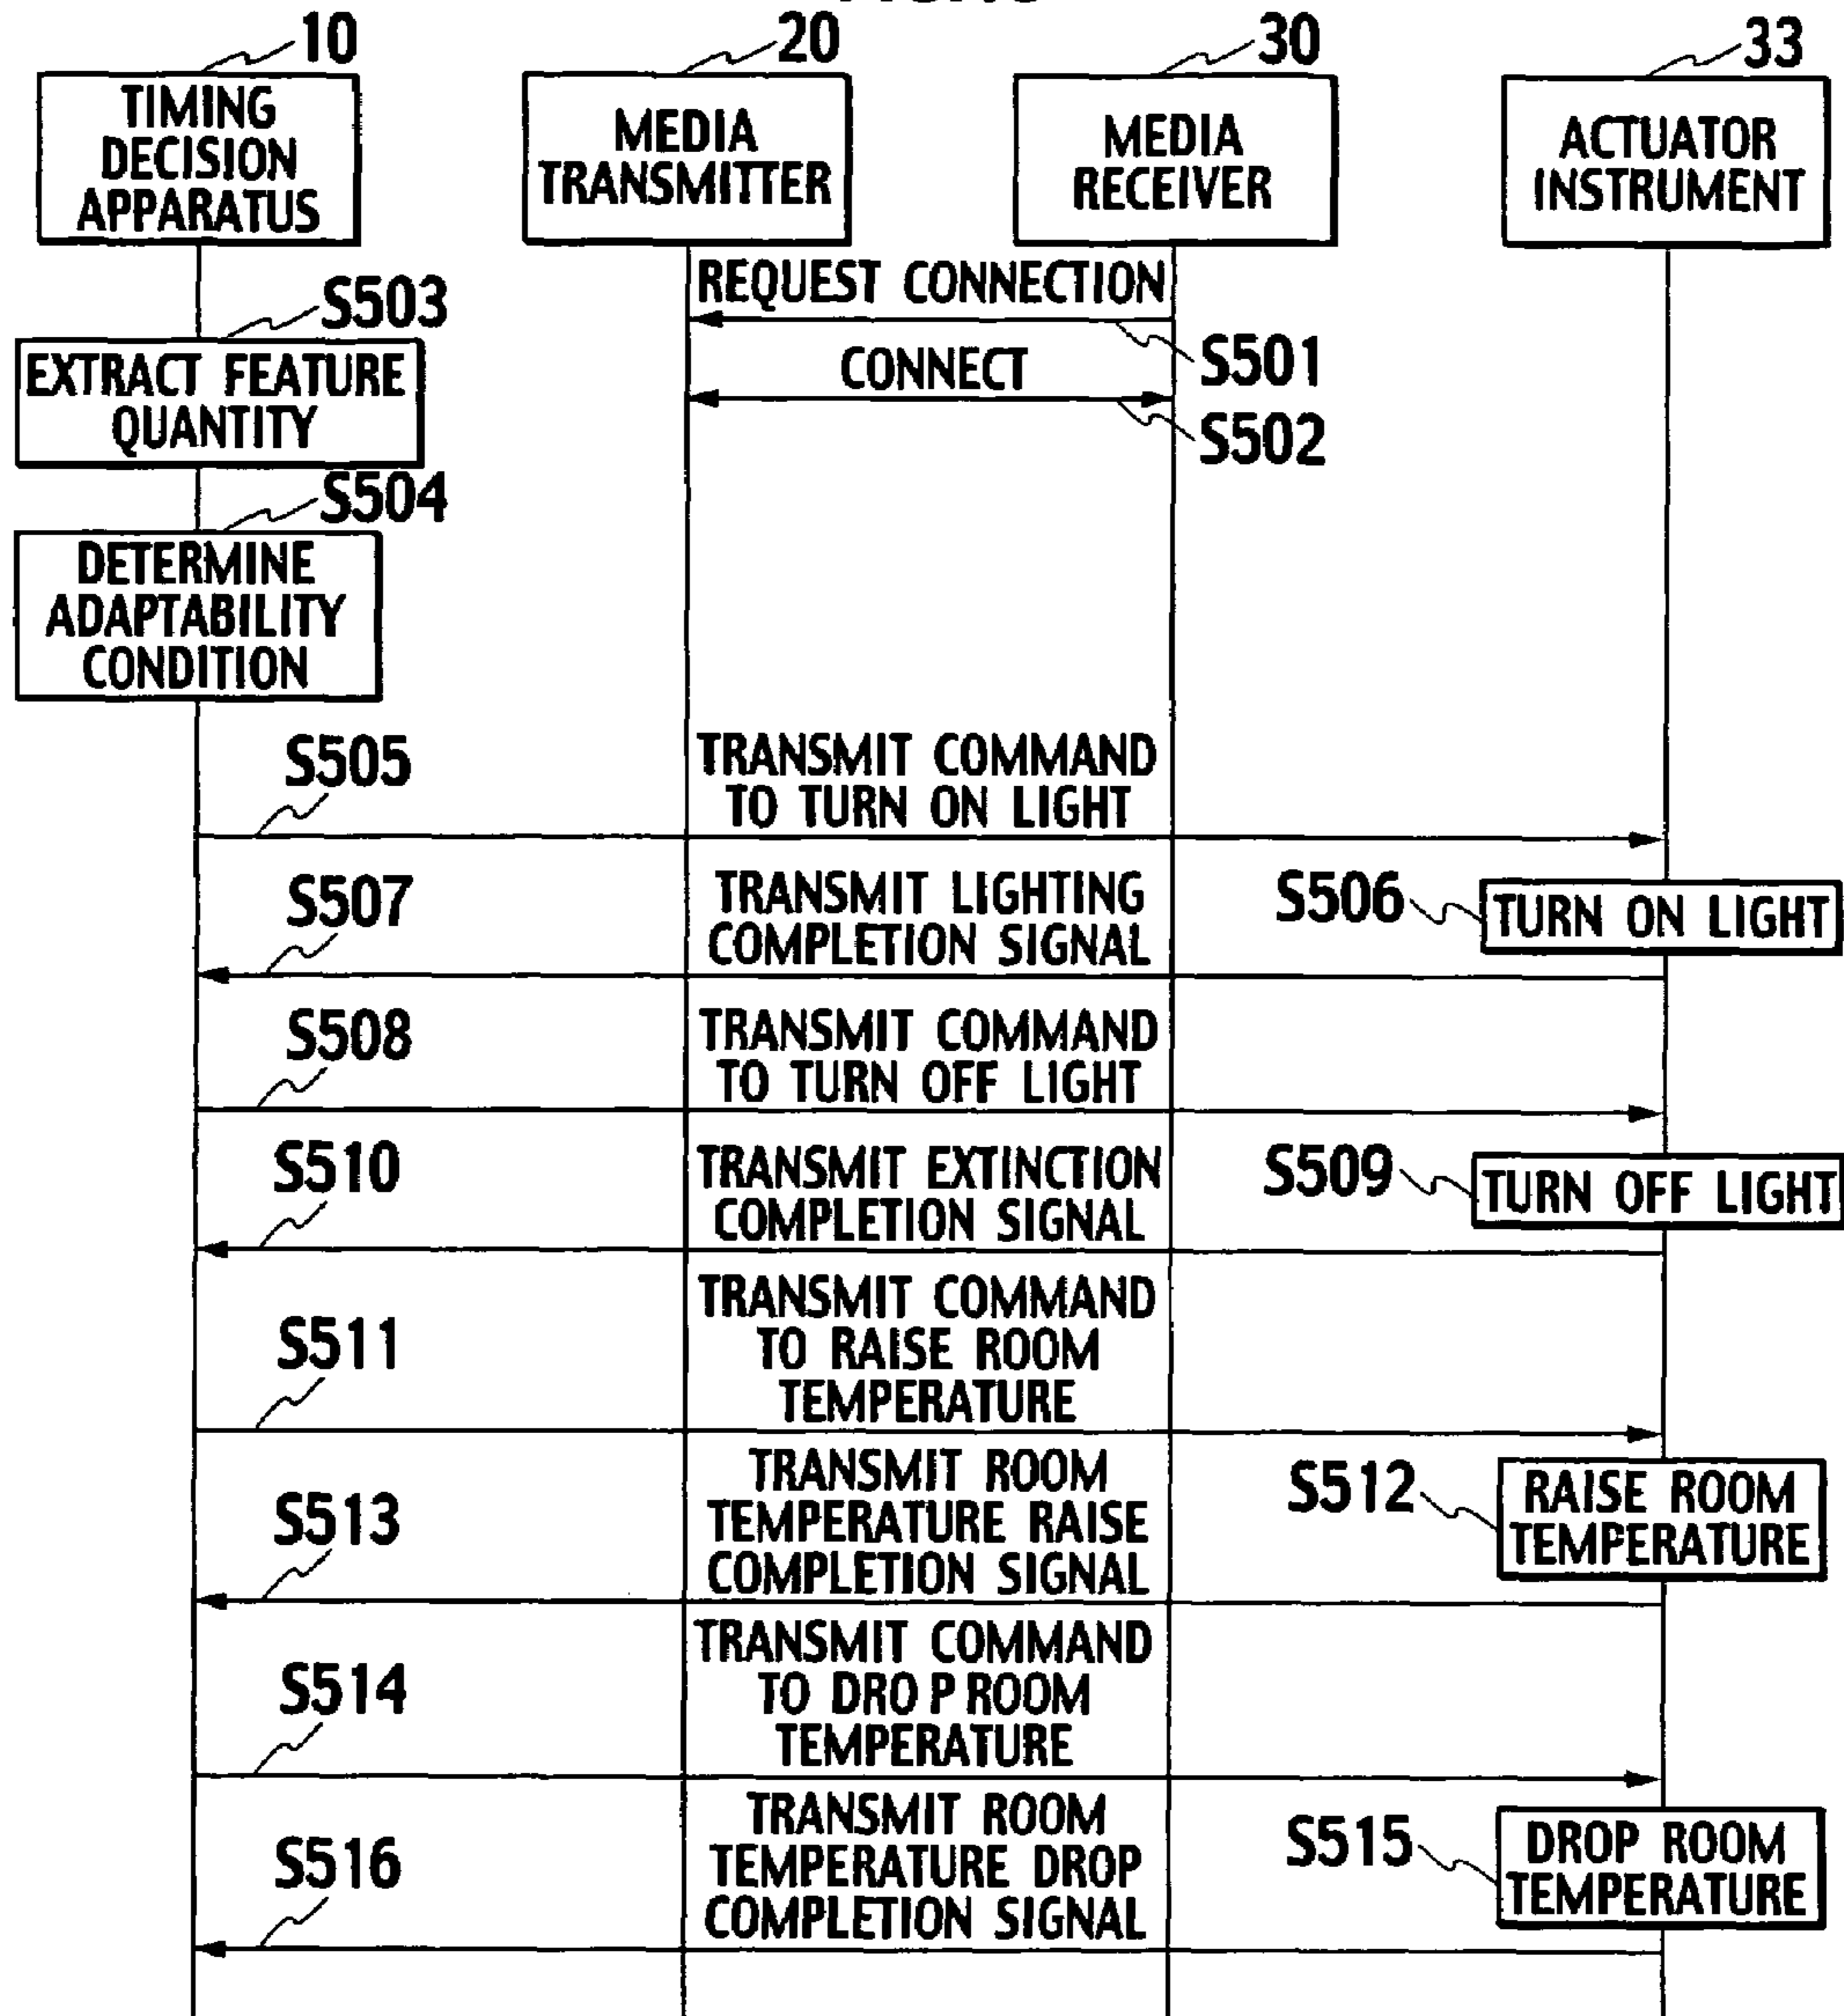 10
20
30
33
TIMING
DECISION
APPARATUS
MEDIA
TRANSMITTER
MEDIA
RECEIVER
ACTUATOR
INSTRUMENT
REQUEST CONNECTION
S501
S503
EXTRACT FEATURE
QUANTITY
CONNECT
S502
S504
DETERMINE
ADAPTABILITY
CONDITION
S505
TRANSMIT COMMAND
TO TURN ON LIGHT
S507
TRANSMIT LIGHTING
COMPLETION SIGNAL
S506
TURN ON LIGHT
S508
TRANSMIT COMMAND
TO TURN OFF LIGHT
S510
TRANSMIT EXTINCTION
COMPLETION SIGNAL
S509
TURN OFF LIGHT
S511
TRANSMIT COMMAND
TO RAISE ROOM
TEMPERATURE
S513
TRANSMIT ROOM
TEMPERATURE RAISE
COMPLETION SIGNAL
S512
RAISE ROOM
TEMPERATURE
S514
TRANSMIT COMMAND
TO DROP ROOM
TEMPERATURE
S516
TRANSMIT ROOM
TEMPERATURE DROP
COMPLETION SIGNAL
S515
DROP ROOM
TEMPERATURE